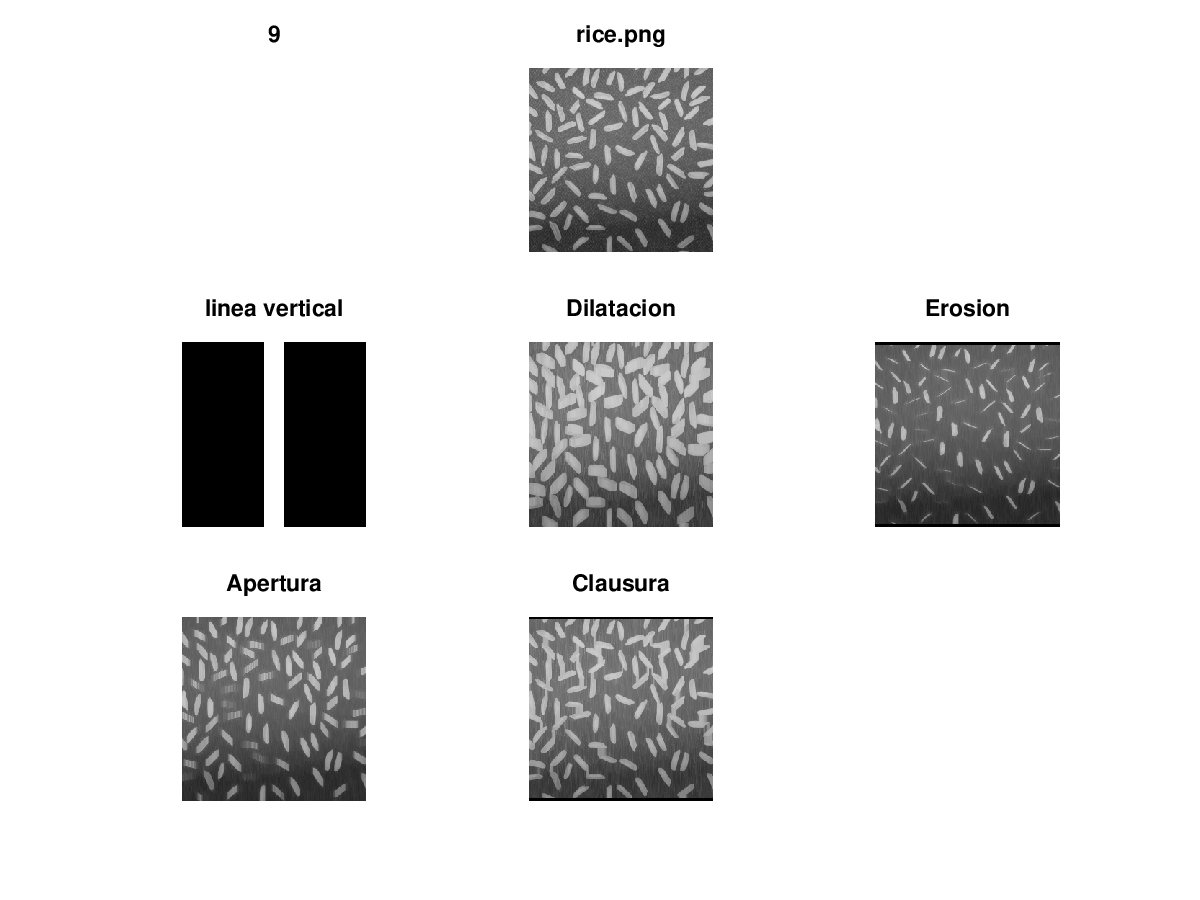 9
rice.png
linea vertical
Dilatacion
Erosion
Apertura
Clausura